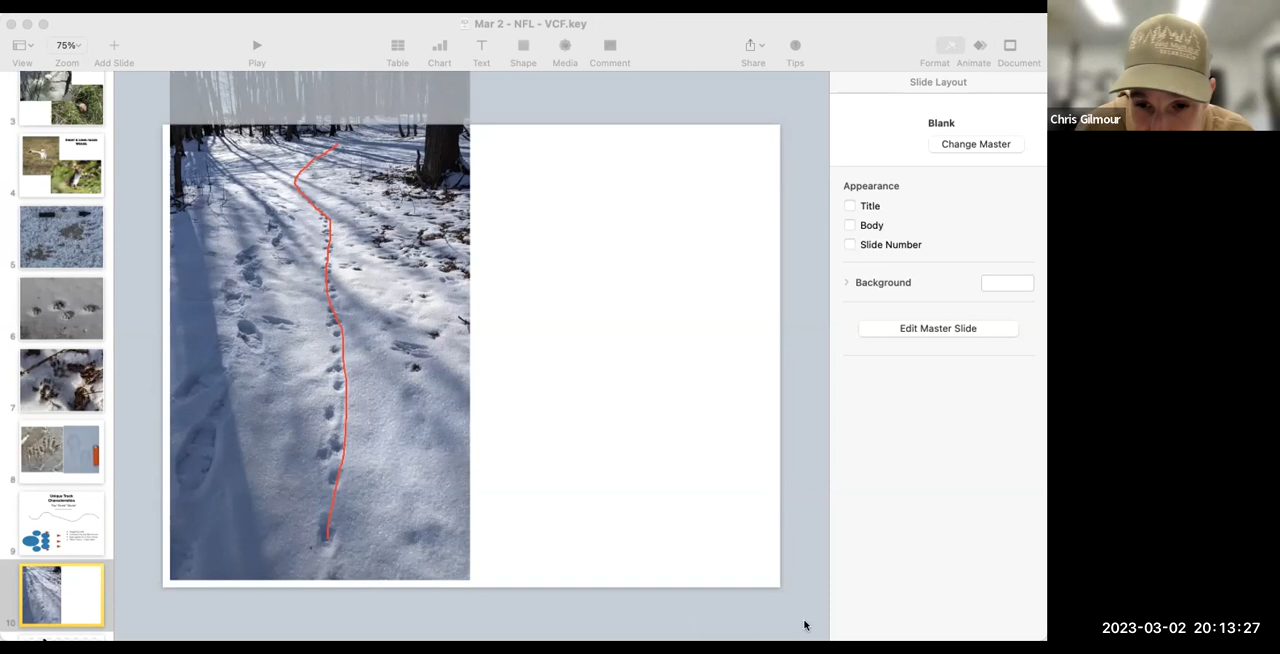 Mar 2 - NFL - VCF.key
75%
View
Zoom
Add Slide
Play
Table
Chart
Text
Shape
Media
Comment
Share
Tips
Format
Animate
Document
3
4
5
6
7
8
9
10
Unique Track
Characteristics
Slide Layout
Blank
Change Master
Appearance
Title
Body
Slide Number
Background
Edit Master Slide
Chris Gilmour
2023-03-02 20:13:27